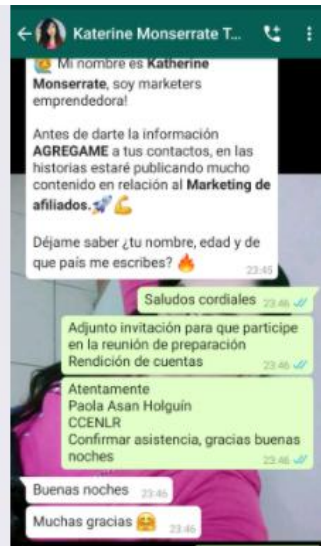 Katerine Monserrate T...
Mi nombre es Katherine
Monserrate, soy marketers
emprendedora!
Antes de darte la información
AGREGAME a tus contactos, en las
historias estaré publicando mucho
contenido en relación al Marketing de
afiliados.🚀💪
Déjame saber ¿tu nombre, edad y de
que país me escribes? 🔥
23:45
Saludos cordiales 23:46
Adjunto invitación para que participe
en la reunión de preparación
Rendición de cuentas
23:46
Atentamente
Paola Asan Holguín
CCENLR
Confirmar asistencia, gracias buenas
noches
23:46
Buenas noches 23:46
Muchas gracias 🤗 23:46